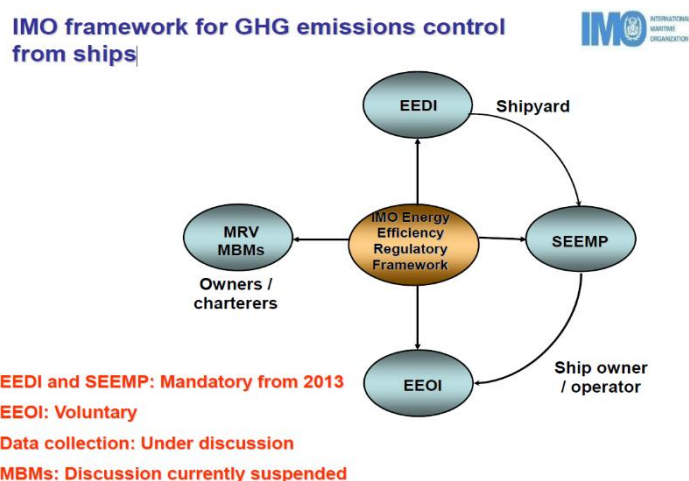 IMO framework for GHG emissions control
from ships
IMO
INTERNATIONAL
MARITIME
ORGANIZATION
EEDI
Shipyard
MRV
MBMs
IMO Energy
Efficiency
Regulatory
Framework
SEEMP
Owners /
charterers
EEOI
Ship owner
/ operator
EEDI and SEEMP: Mandatory from 2013
EEOI: Voluntary
Data collection: Under discussion
MBMs: Discussion currently suspended